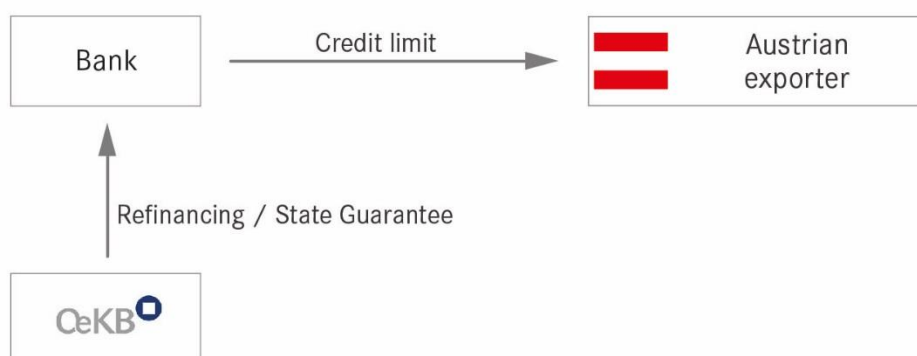 Bank
Credit limit
Austrian
exporter
Refinancing / State Guarantee
OeKB